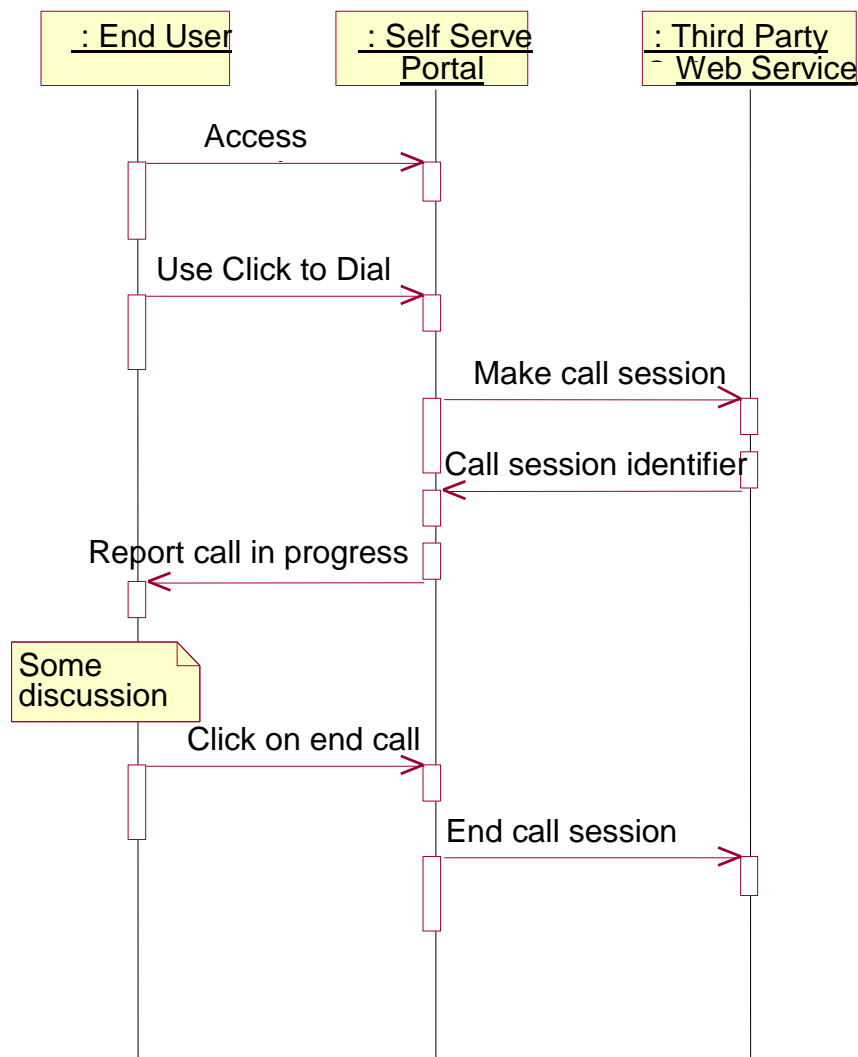 : End User
: Self Serve
Portal
: Third Party
Web Service
Access
Use Click to Dial
Make call session
Call session identifier
Report call in progress
Some
discussion
Click on end call
End call session